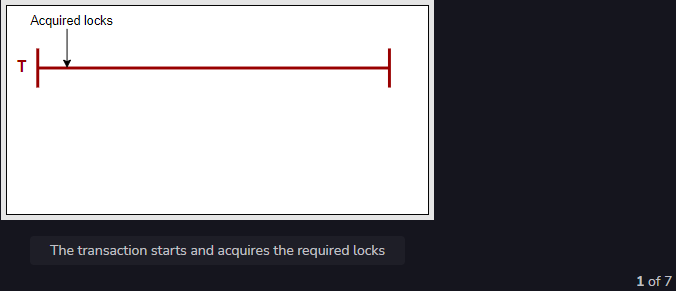 Acquired locks
T
The transaction starts and acquires the required locks
1 of 7